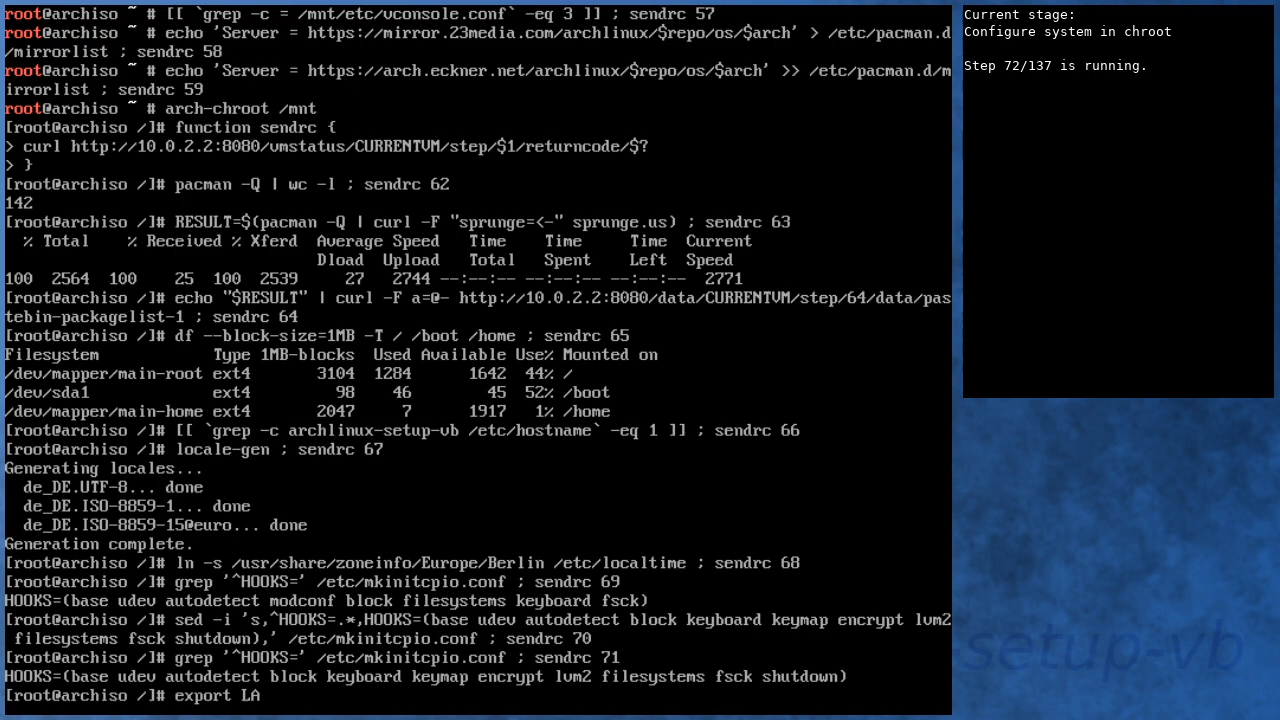 root@archiso ~ # [[ `grep -c = /mnt/etc/vconsole.conf` -eq 3 ]] ; sendrc 57
root@archiso ~ # echo 'Server = https://mirror.23media.com/archlinux/$repo/os/$arch' > /etc/pacman.d
/mirrorlist ; sendrc 58
root@archiso ~ # echo 'Server = https://arch.eckner.net/archlinux/$repo/os/$arch' >> /etc/pacman.d/m
irrorlist ; sendrc 59
root@archiso ~ # arch-chroot /mnt
[root@archiso /]# function sendrc {
> curl http://10.0.2.2:8080/vmstatus/CURRENTVM/step/$1/returncode/$?
> }
[root@archiso /]# pacman -Q | wc -l ; sendrc 62
142
[root@archiso /]# RESULT=$(pacman -Q | curl -F "sprunge=<-" sprunge.us) ; sendrc 63
  % Total    % Received % Xferd  Average Speed   Time    Time     Time  Current
                                 Dload  Upload   Total   Spent    Left  Speed
100  2564  100    25  100  2539     27   2744 --:--:-- --:--:-- --:--:--  2771
[root@archiso /]# echo "$RESULT" | curl -F a=@- http://10.0.2.2:8080/data/CURRENTVM/step/64/data/pas
tebin-packagelist-1 ; sendrc 64
[root@archiso /]# df --block-size=1MB -T / /boot /home ; sendrc 65
Filesystem            Type 1MB-blocks  Used Available Use% Mounted on
/dev/mapper/main-root ext4       3104  1284      1642  44% /
/dev/sda1             ext4         98    46        45  52% /boot
/dev/mapper/main-home ext4       2047     7      1917   1% /home
[root@archiso /]# [[ `grep -c archlinux-setup-vb /etc/hostname` -eq 1 ]] ; sendrc 66
[root@archiso /]# locale-gen ; sendrc 67
Generating locales...
  de_DE.UTF-8... done
  de_DE.ISO-8859-1... done
  de_DE.ISO-8859-15@euro... done
Generation complete.
[root@archiso /]# ln -s /usr/share/zoneinfo/Europe/Berlin /etc/localtime ; sendrc 68
[root@archiso /]# grep '^HOOKS=' /etc/mkinitcpio.conf ; sendrc 69
HOOKS=(base udev autodetect modconf block filesystems keyboard fsck)
[root@archiso /]# sed -i 's,^HOOKS=.*,HOOKS=(base udev autodetect block keyboard keymap encrypt lvm2
 filesystems fsck shutdown),' /etc/mkinitcpio.conf ; sendrc 70
[root@archiso /]# grep '^HOOKS=' /etc/mkinitcpio.conf ; sendrc 71
HOOKS=(base udev autodetect block keyboard keymap encrypt lvm2 filesystems fsck shutdown)
[root@archiso /]# export LA
Current stage:
Configure system in chroot
Step 72/137 is running.
-setup-vb